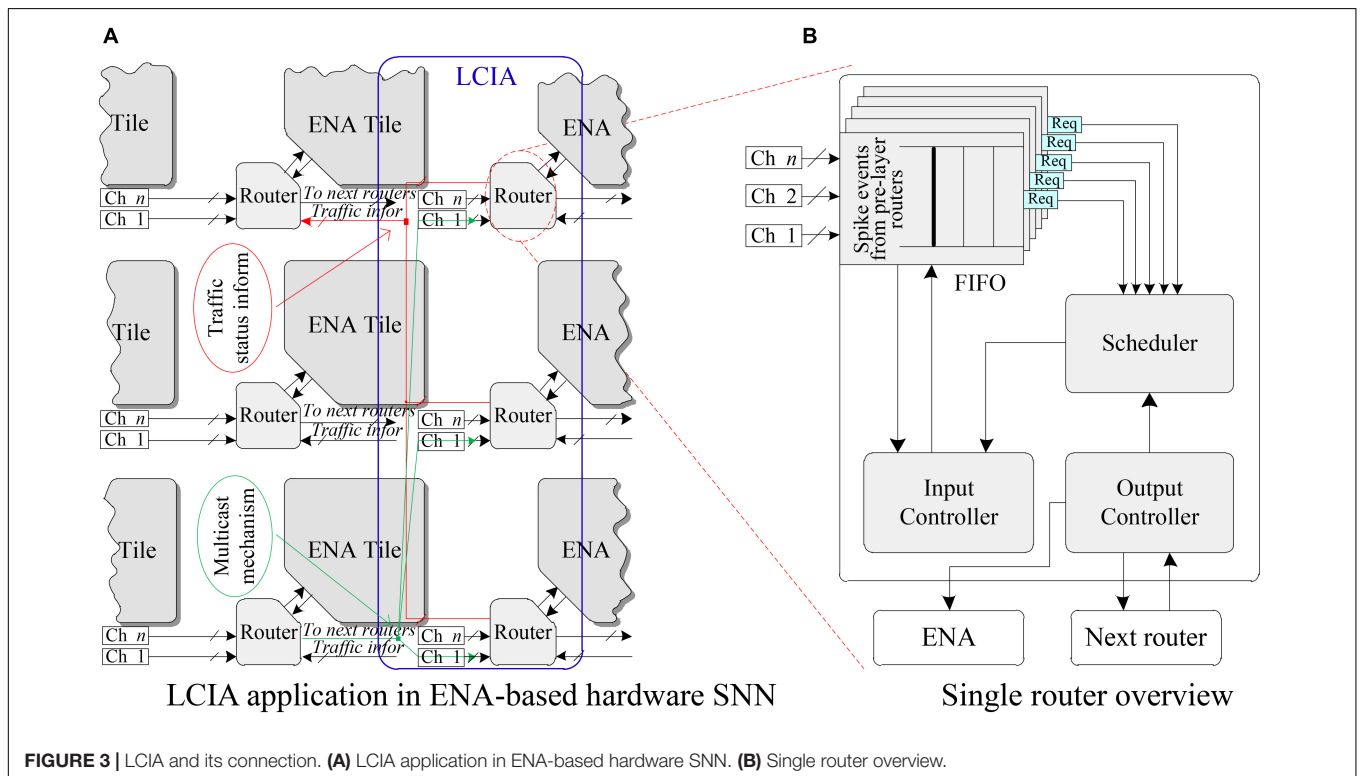 A
B
LCIA
Tile
ENA Tile
ENA
Ch n
Ch 1
Router
To next routers
Traffic infor
Ch n
Ch 1
Router
Traffic
status inform
Tile
ENA Tile
ENA
Ch n
Ch 1
Router
To next routers
Traffic infor
Ch n
Ch 1
Router
Multicast
mechanism
Tile
ENA Tile
ENA
Ch n
Ch 1
Router
To next routers
Traffic infor
Ch n
Ch 1
Router
LCIA application in ENA-based hardware SNN
Ch n
Ch 2
Ch 1
Spike events
from pre-layer
routers
Req
Req
Req
Req
Req
FIFO
Scheduler
Input
Controller
Output
Controller
ENA
Next router
Single router overview
FIGURE 3 | LCIA and its connection. (A) LCIA application in ENA-based hardware SNN. (B) Single router overview.